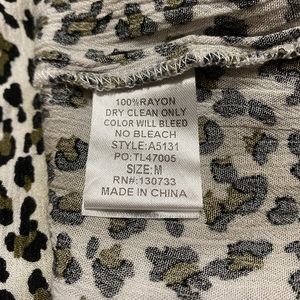 100%RAYON
DRY CLEAN ONLY
COLOR WILL BLEED
NO BLEACH
STYLE:A5131
PO:TL47005
SIZE:M
RN#:130733
MADE IN CHINA